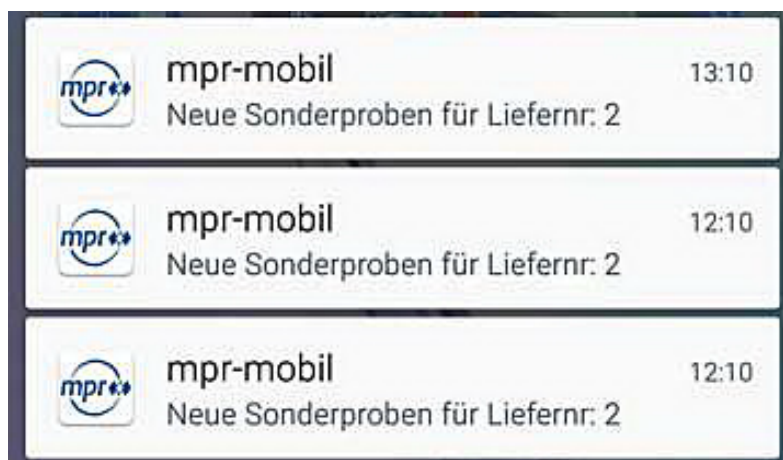 mpr
mpr-mobil
13:10
Neue Sonderproben für Liefernr: 2
mpr
mpr-mobil
12:10
Neue Sonderproben für Liefernr: 2
mpr
mpr-mobil
12:10
Neue Sonderproben für Liefernr: 2